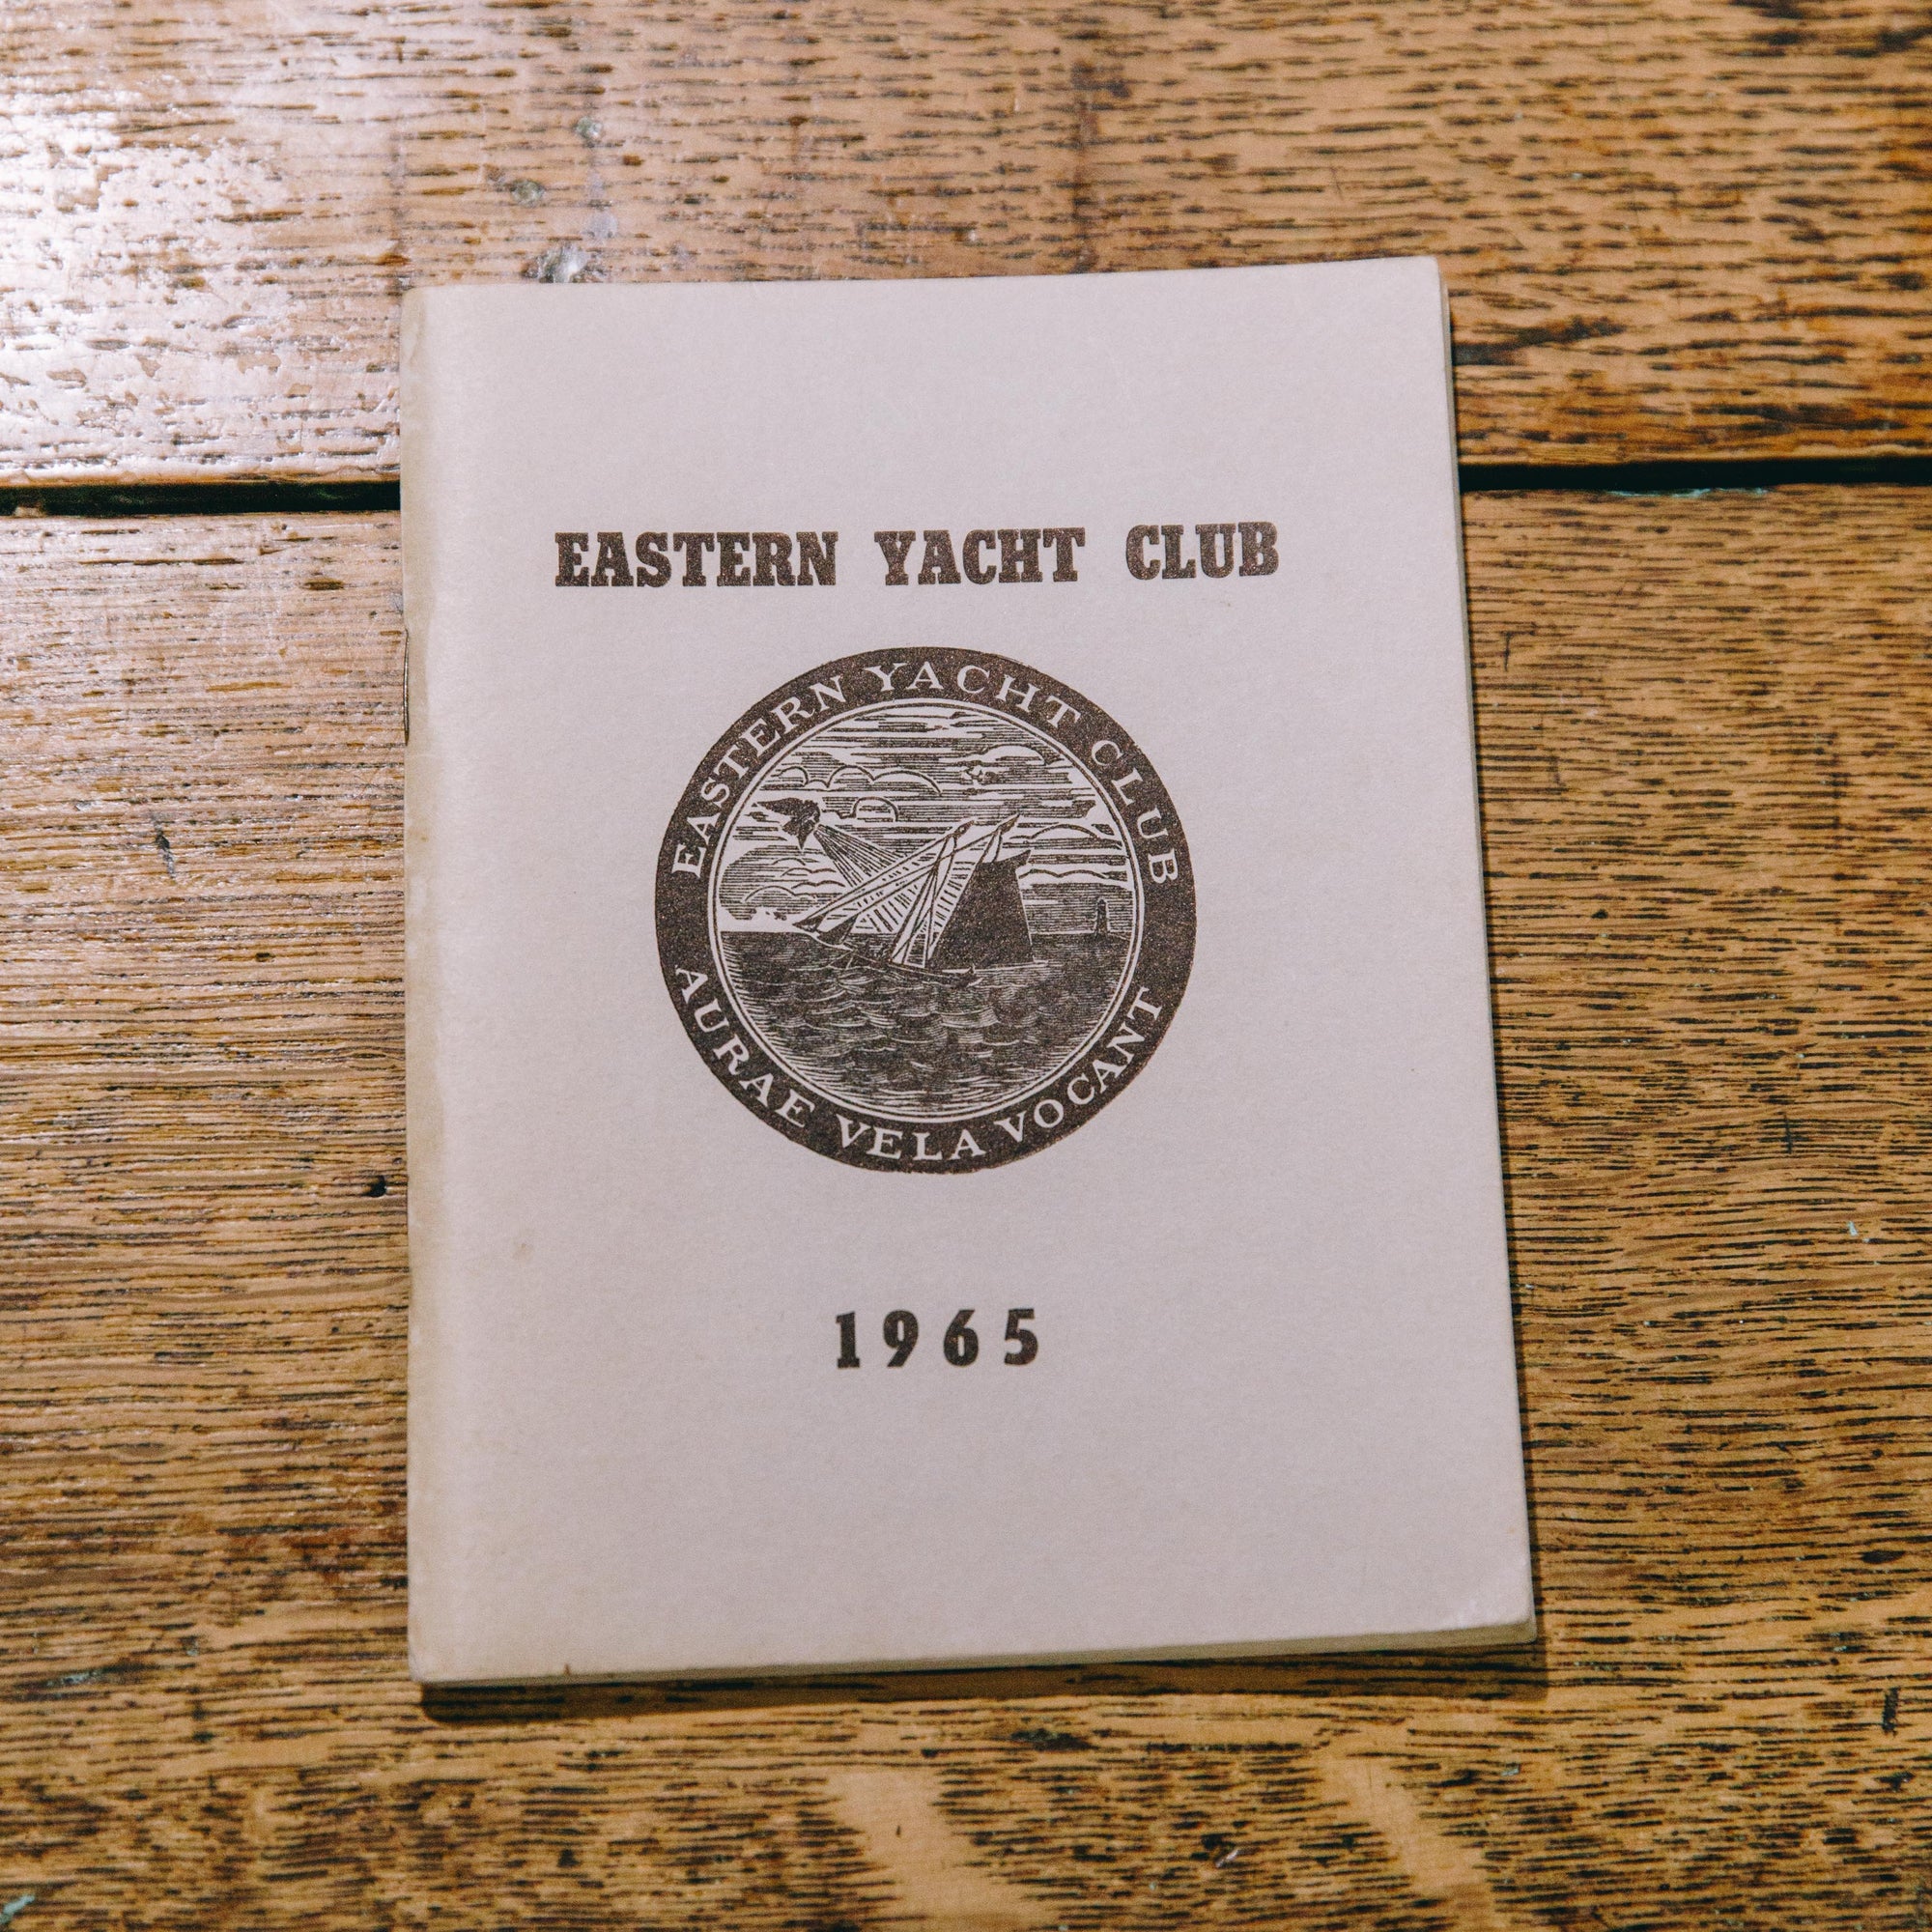 EASTERN YACHT CLUB
EASTERN YACHT CLUB
AURAE VELA VOCANT
1965